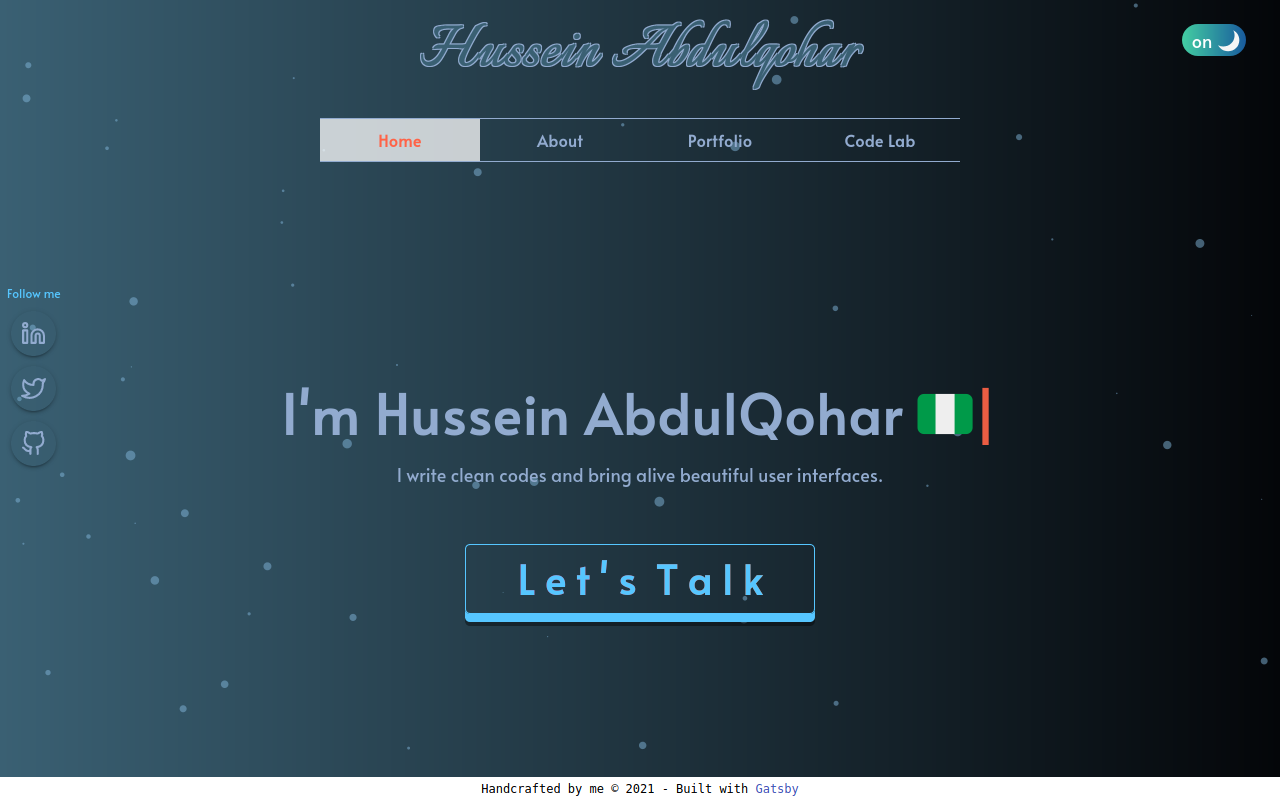 Hussein Abdulqohar
on
Home About Portfolio Code Lab
Follow me
I'm Hussein AbdulQohar
I write clean codes and bring alive beautiful user interfaces.
Let's Talk
Handcrafted by me © 2021 - Built with Gatsby